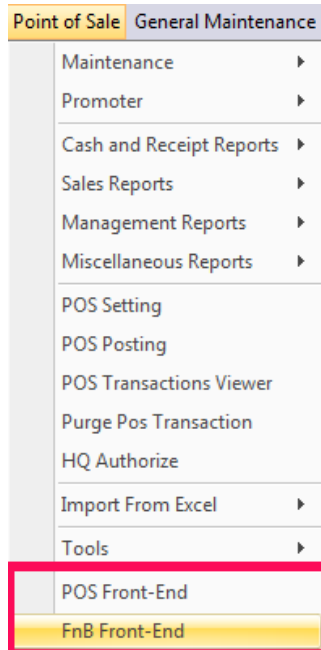 Point of Sale General Maintenance
Maintenance
Promoter
Cash and Receipt Reports
Sales Reports
Management Reports
Miscellaneous Reports
POS Setting
POS Posting
POS Transactions Viewer
Purge Pos Transaction
HQ Authorize
Import From Excel
Tools
POS Front-End
FnB Front-End